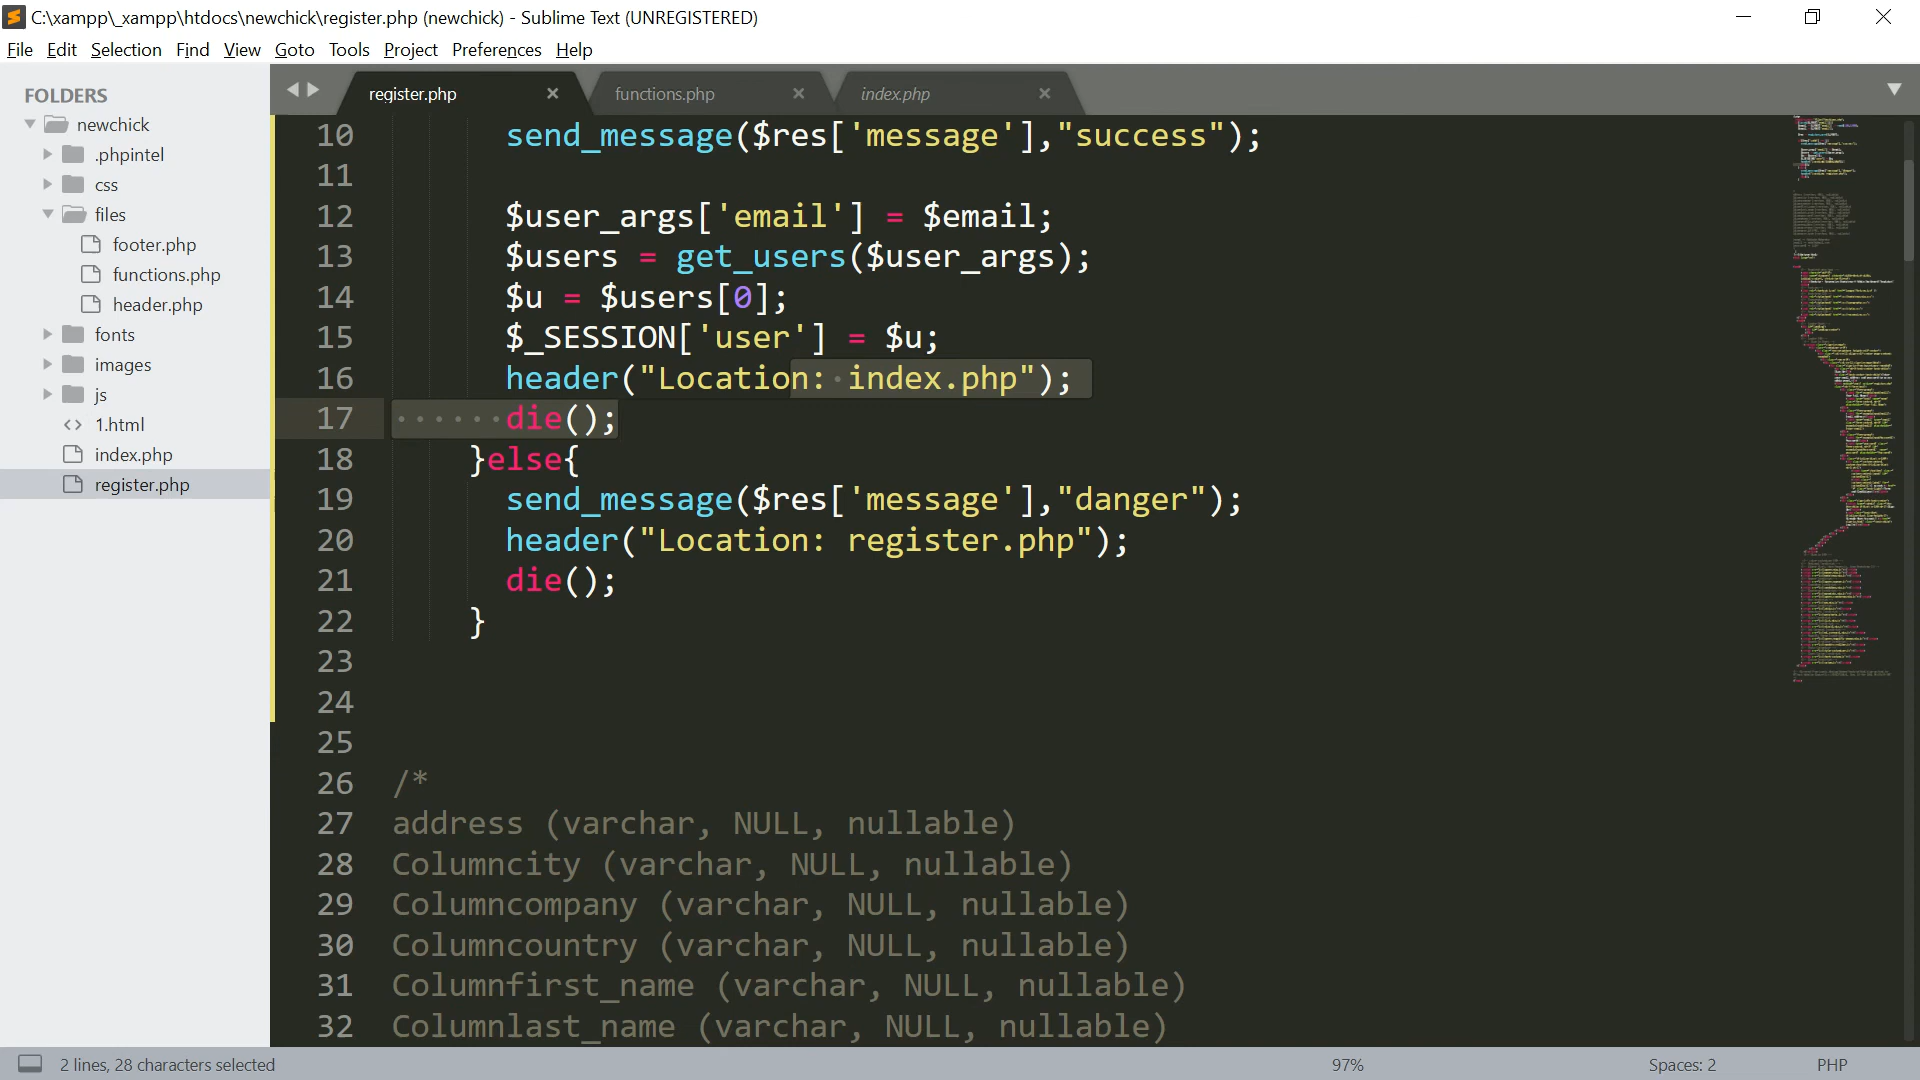 C:\xampp\_xampp\htdocs\newchick\register.php (newchick) - Sublime Text (UNREGISTERED)
File Edit Selection Find View Goto Tools Project Preferences Help
FOLDERS
newchick
.phpintel
css
files
footer.php
functions.php
header.php
fonts
images
js
<> 1.html
index.php
register.php
register.php functions.php index.php
10 send_message($res['message'],"success");
11
12 $user_args['email'] = $email;
13 $users = get_users($user_args);
14 $u = $users[0];
15 $_SESSION['user'] = $u;
16 header("Location: index.php");
17 die();
18 }else{
19 send_message($res['message'],"danger");
20 header("Location: register.php");
21 die();
22 }
23
24
25
26 /*
27 address (varchar, NULL, nullable)
28 Columncity (varchar, NULL, nullable)
29 Columncompany (varchar, NULL, nullable)
30 Columncountry (varchar, NULL, nullable)
31 Columnfirst_name (varchar, NULL, nullable)
32 Columnlast_name (varchar, NULL, nullable)
2 lines, 28 characters selected 97% Spaces: 2 PHP